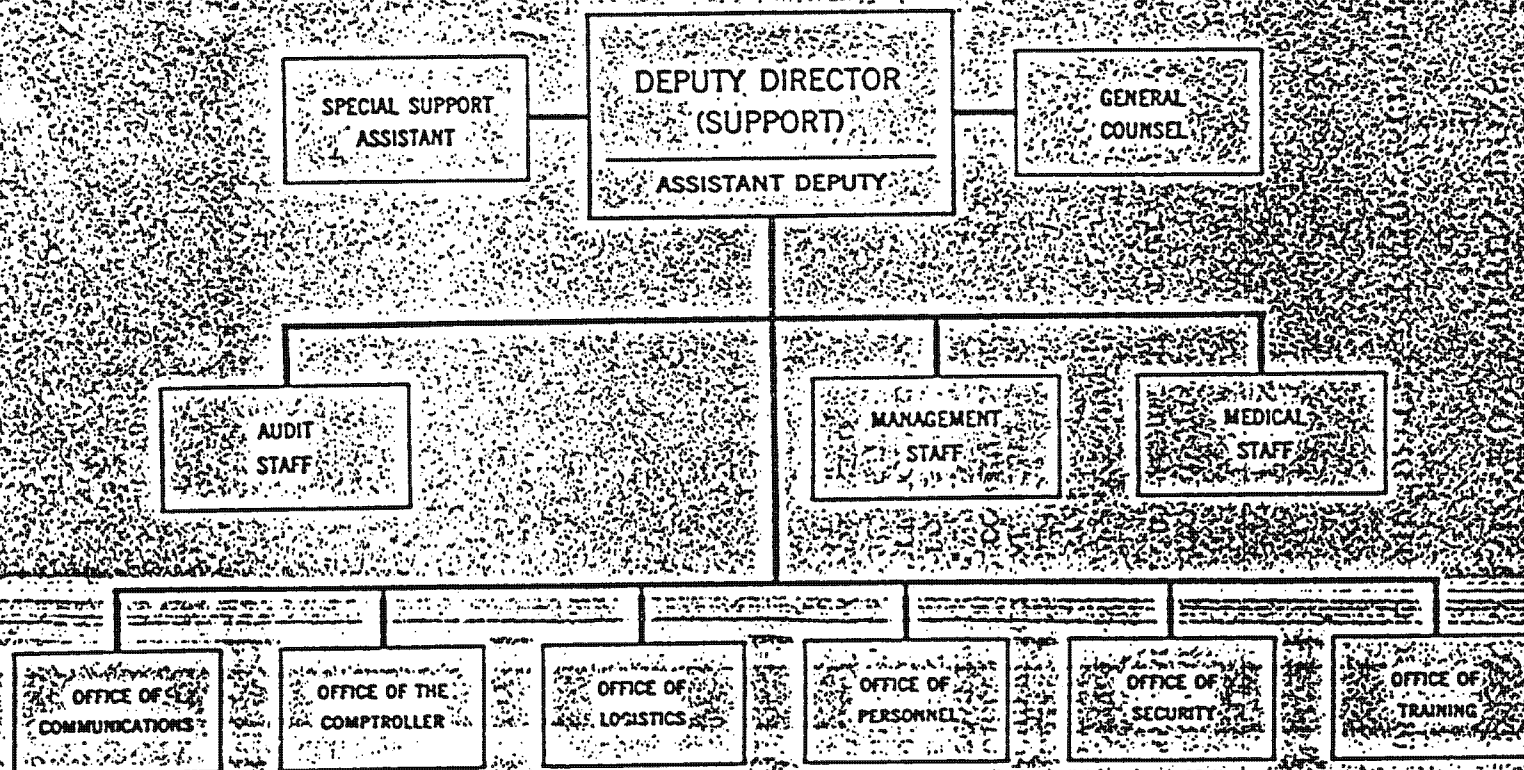 SPECIAL SUPPORT
ASSISTANT
DEPUTY DIRECTOR
(SUPPORT)
ASSISTANT DEPUTY
GENERAL
COUNSEL
AUDIT
STAFF
MANAGEMENT
STAFF
MEDICAL
STAFF
OFFICE OF
COMMUNICATIONS
OFFICE OF THE
COMPTROLLER
OFFICE OF
LOGISTICS
OFFICE OF
PERSONNEL
OFFICE OF
SECURITY
OFFICE OF
TRAINING